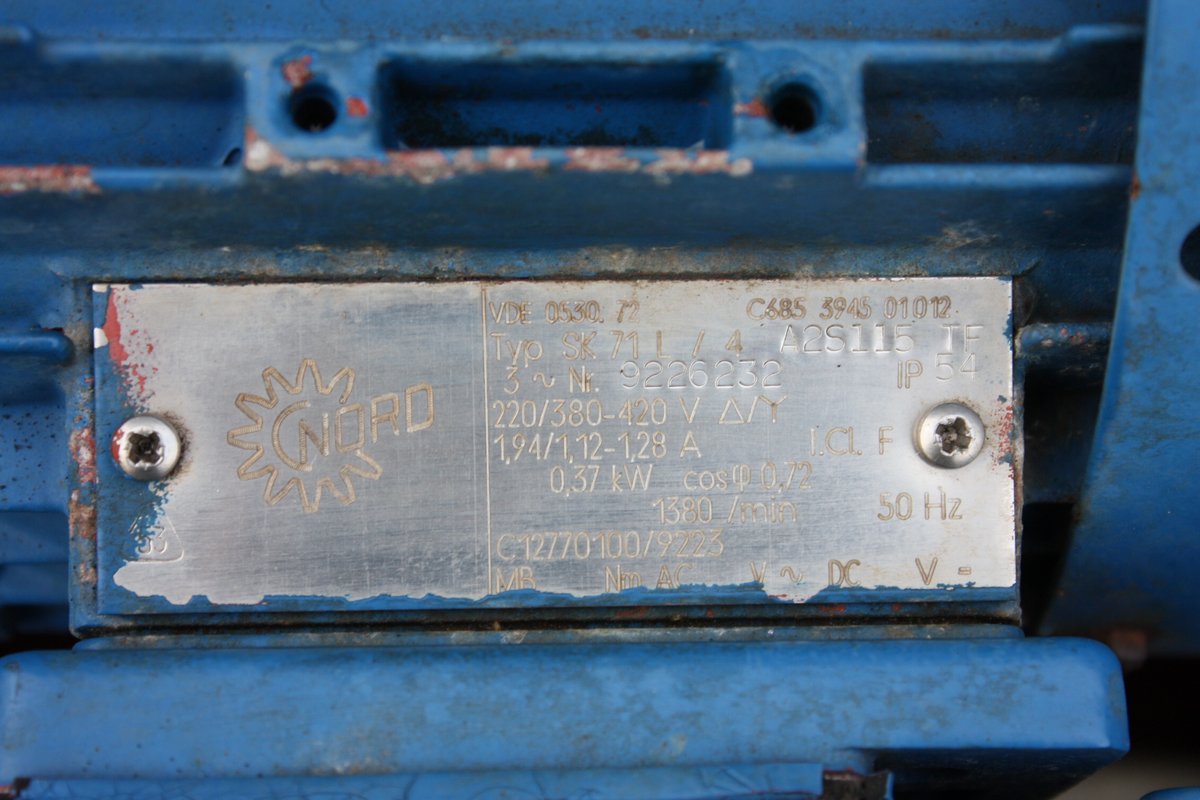 NORD
53
VDE 0530. 72 C685 3945 01012
Typ SK 71 L / 4 A2S115 TF
3 ~ Nr. 9226232 IP 54
220/380-420 V Δ/Y
1,94/1,12-1,28 A I.Cl. F
0,37 kW cosφ 0,72
1380 /min 50 Hz
C12770100/9223
MB Nm AC V ~ DC V =